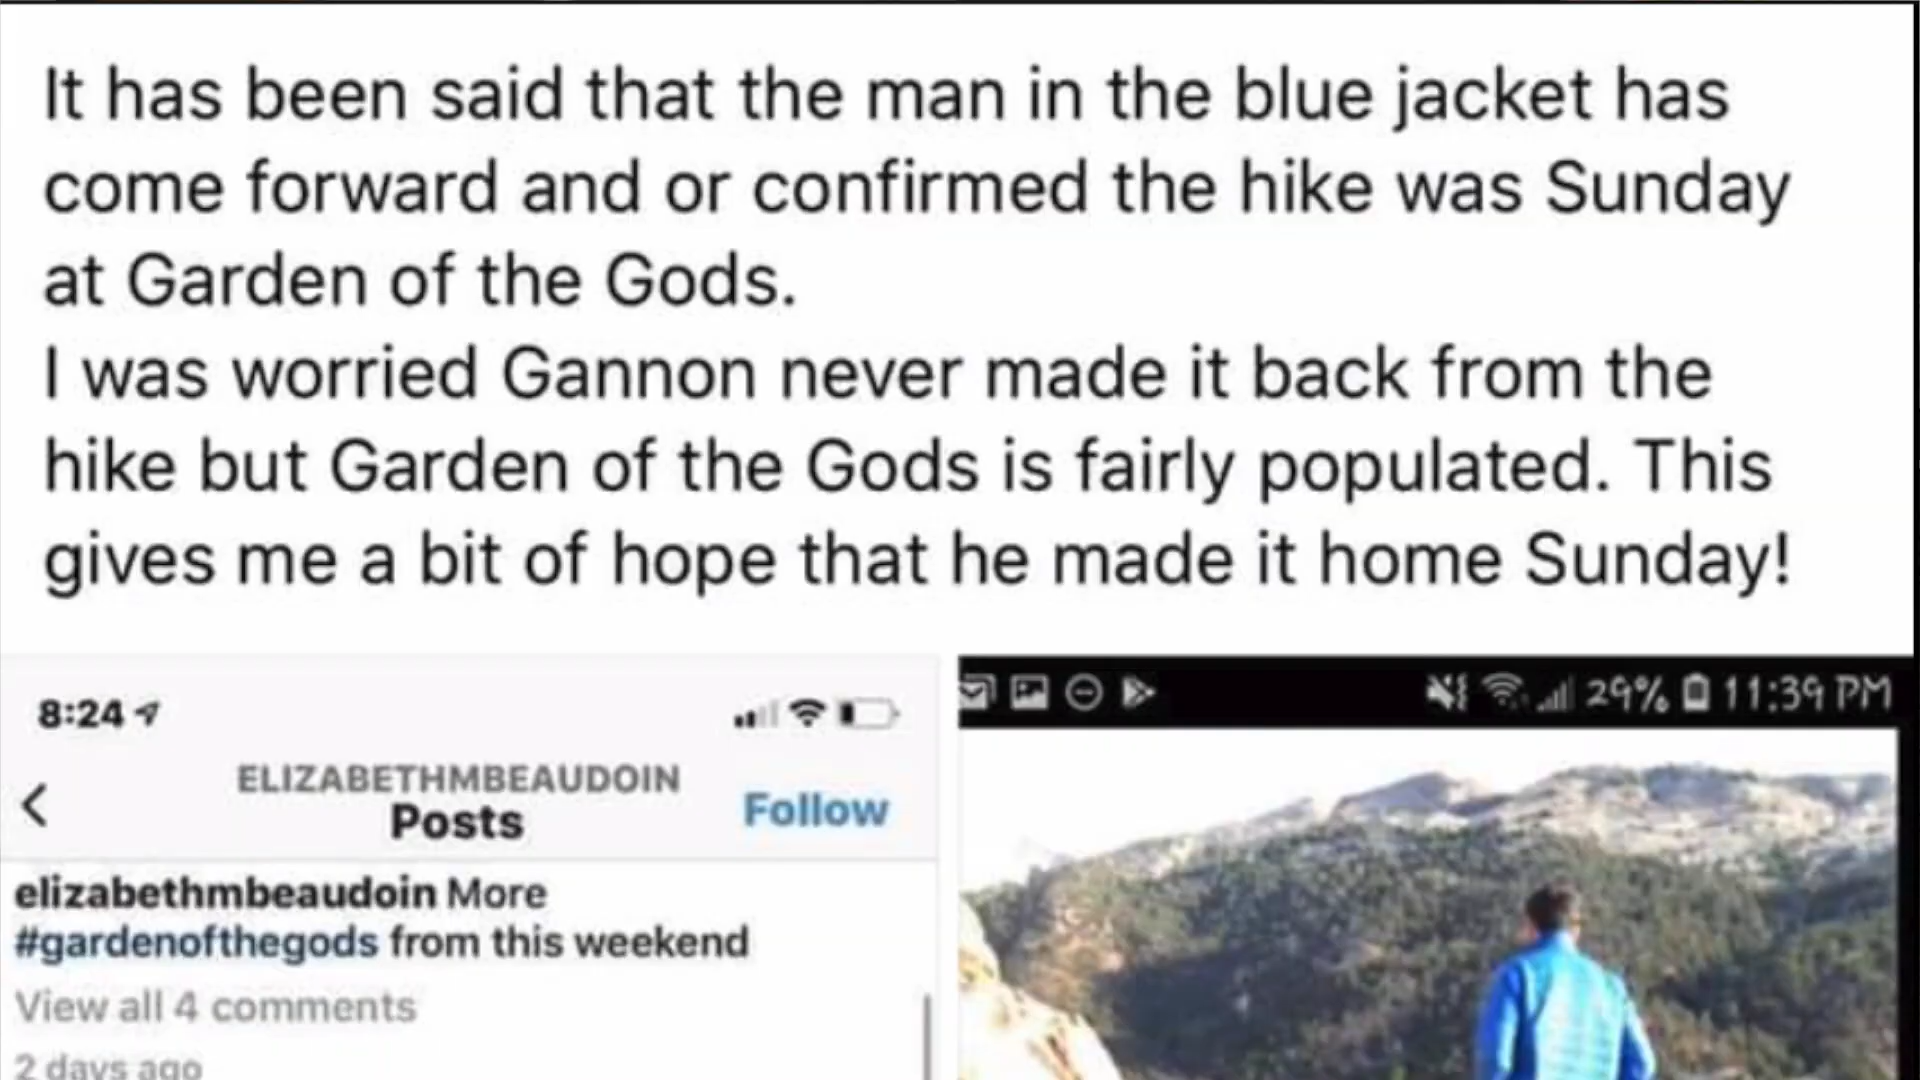 It has been said that the man in the blue jacket has
come forward and or confirmed the hike was Sunday
at Garden of the Gods.
I was worried Gannon never made it back from the
hike but Garden of the Gods is fairly populated. This
gives me a bit of hope that he made it home Sunday!
8:24
ELIZABETHMBEAUDOIN
Posts
Follow
elizabethmbeaudoin More
#gardenofthegods from this weekend
View all 4 comments
2 days ago
29% 11:39 PM